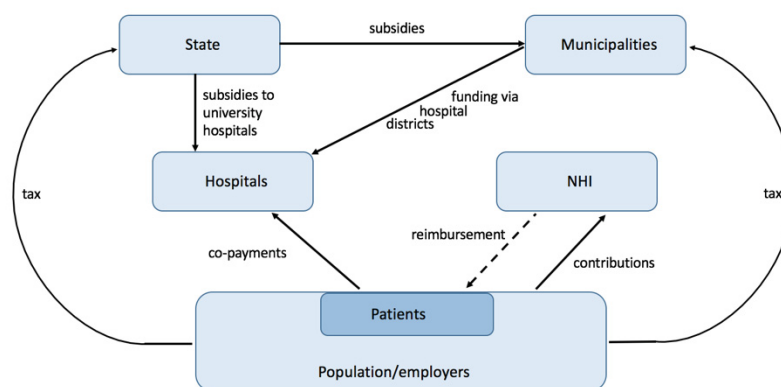 subsidies
State
Municipalities
subsidies to
university
hospitals
funding via
hospital
districts
Hospitals
NHI
tax
tax
reimbursement
co-payments
contributions
Patients
Population/employers